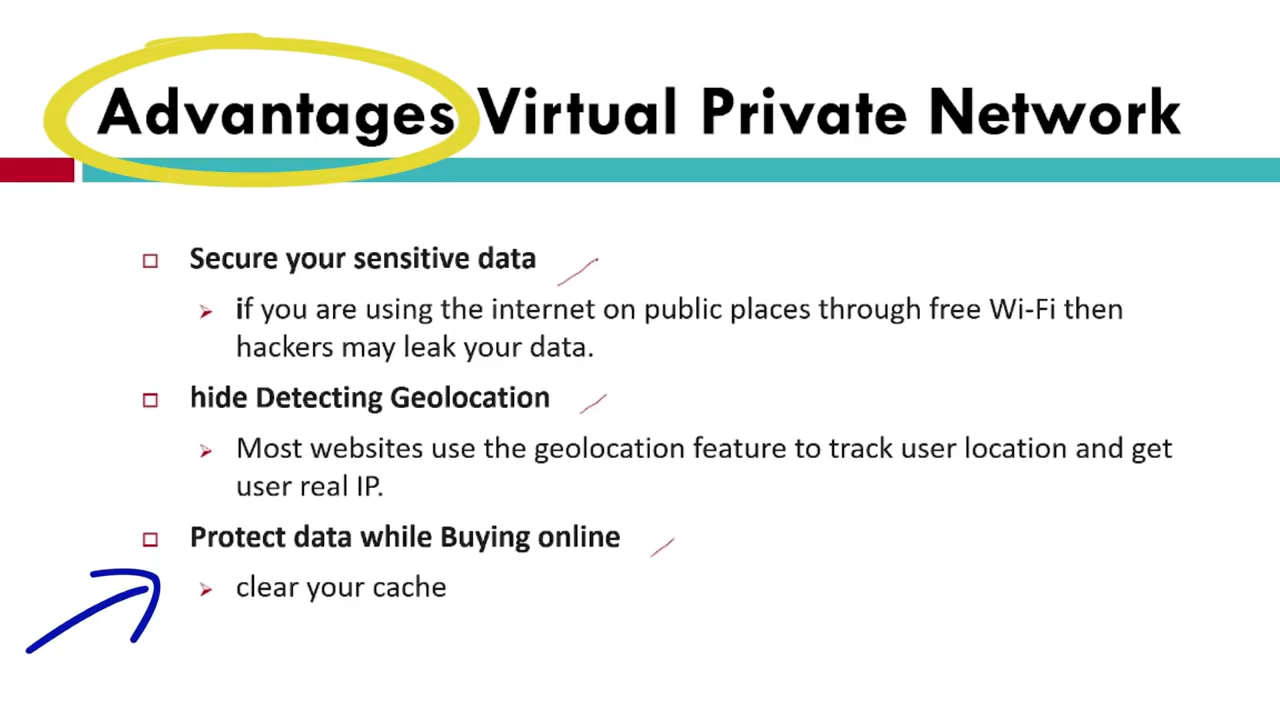 Advantages Virtual Private Network
Secure your sensitive data
if you are using the internet on public places through free Wi-Fi then
hackers may leak your data.
hide Detecting Geolocation
Most websites use the geolocation feature to track user location and get
user real IP.
Protect data while Buying online
clear your cache